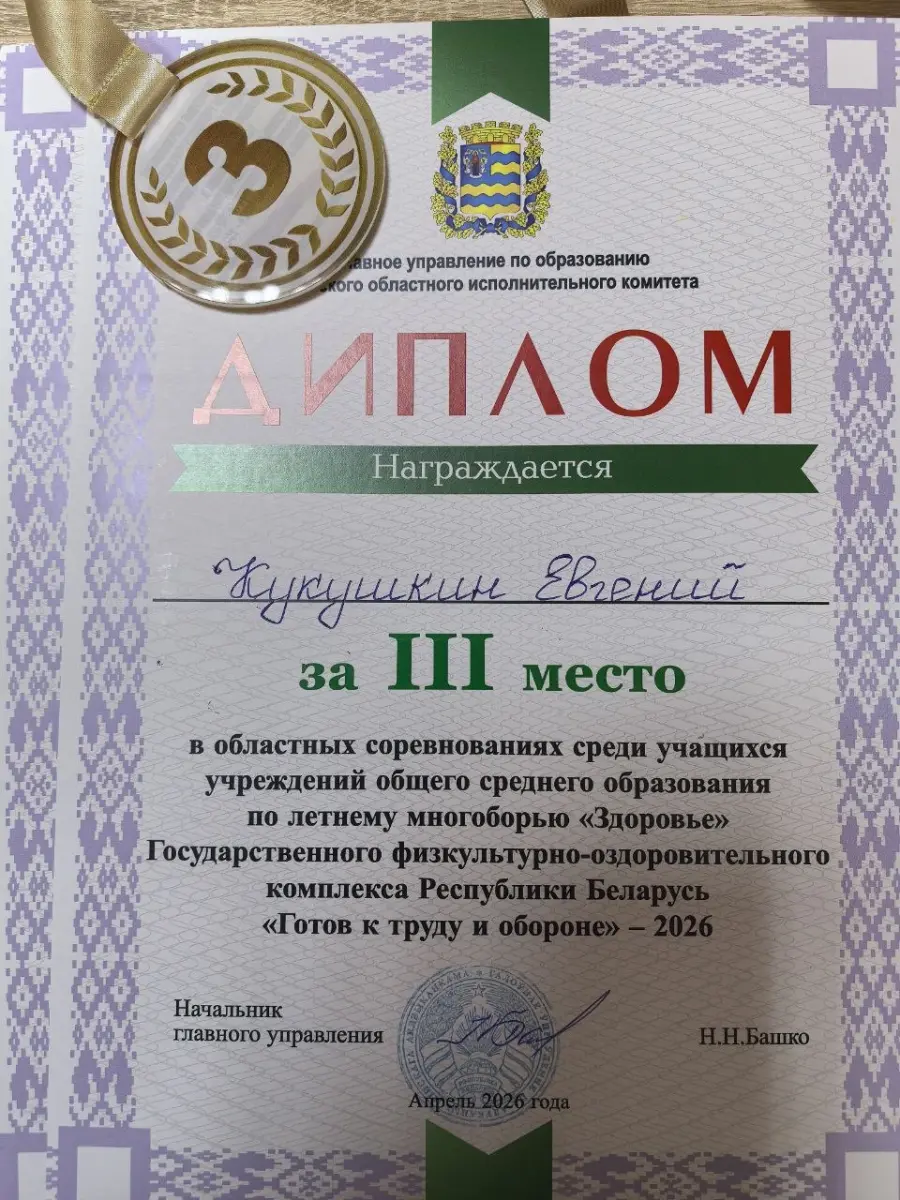 3
управление по образованию
областного исполнительного комитета
ДИПЛОМ
Награждается
Кукушкин Евгений
за III место
в областных соревнованиях среди учащихся
учреждений общего среднего образования
по летнему многоборью «Здоровье»
Государственного физкультурно-оздоровительного
комплекса Республики Беларусь
«Готов к труду и обороне» – 2026
Начальник
главного управления
Н.Н.Башко
Апрель 2026 года